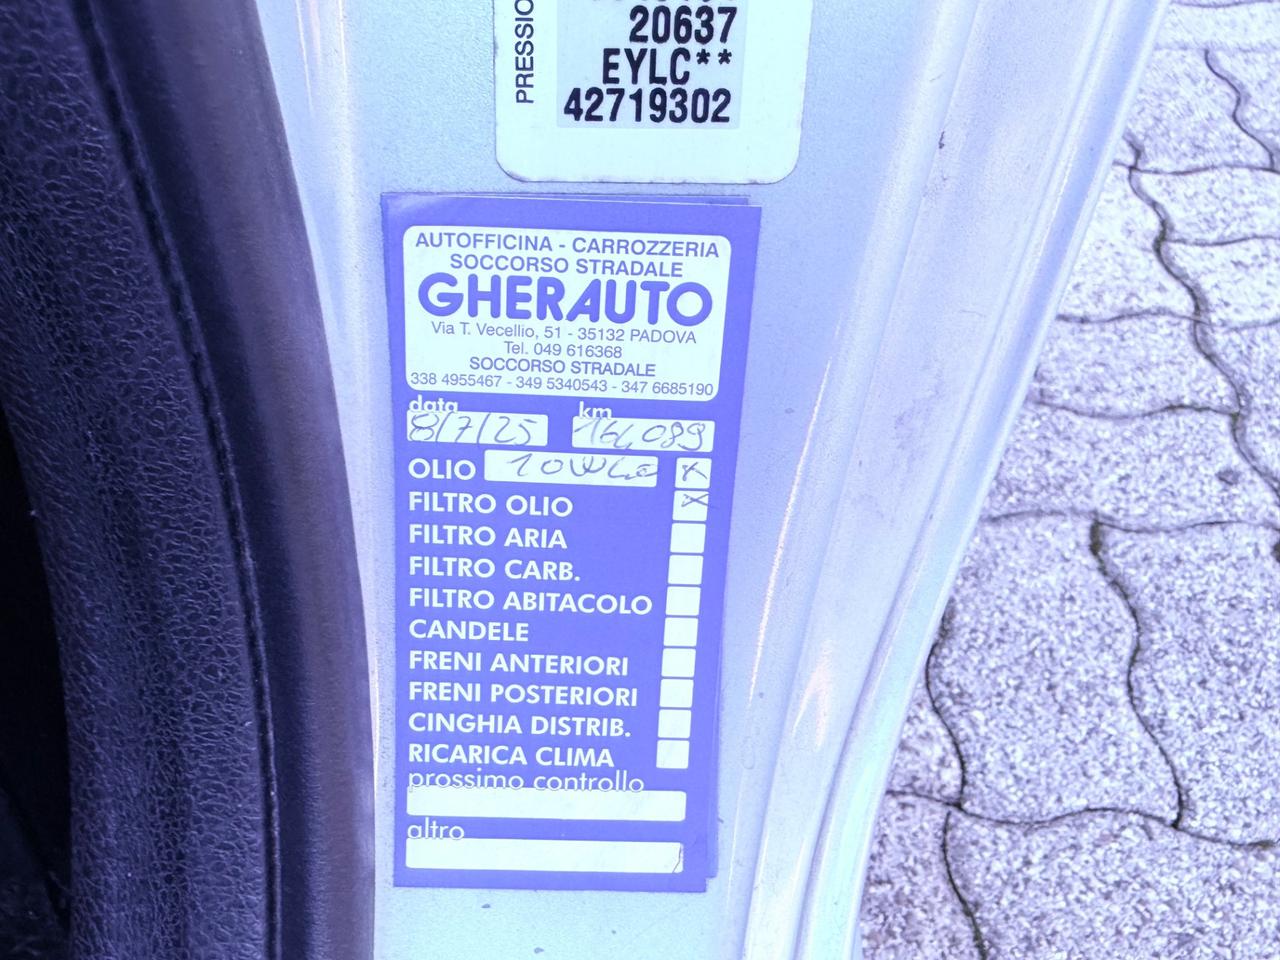 PRESSIO
20637
EYLC**
42719302
AUTOFFICINA - CARROZZERIA
SOCCORSO STRADALE
GHERAUTO
Via T. Vecellio, 51 - 35132 PADOVA
Tel. 049 616368
SOCCORSO STRADALE
338 4955467 - 349 5340543 - 347 6685190
data km
8/7/25 164,089
OLIO 10W40 X
FILTRO OLIO X
FILTRO ARIA
FILTRO CARB.
FILTRO ABITACOLO
CANDELE
FRENI ANTERIORI
FRENI POSTERIORI
CINGHIA DISTRIB.
RICARICA CLIMA
prossimo controllo
altro